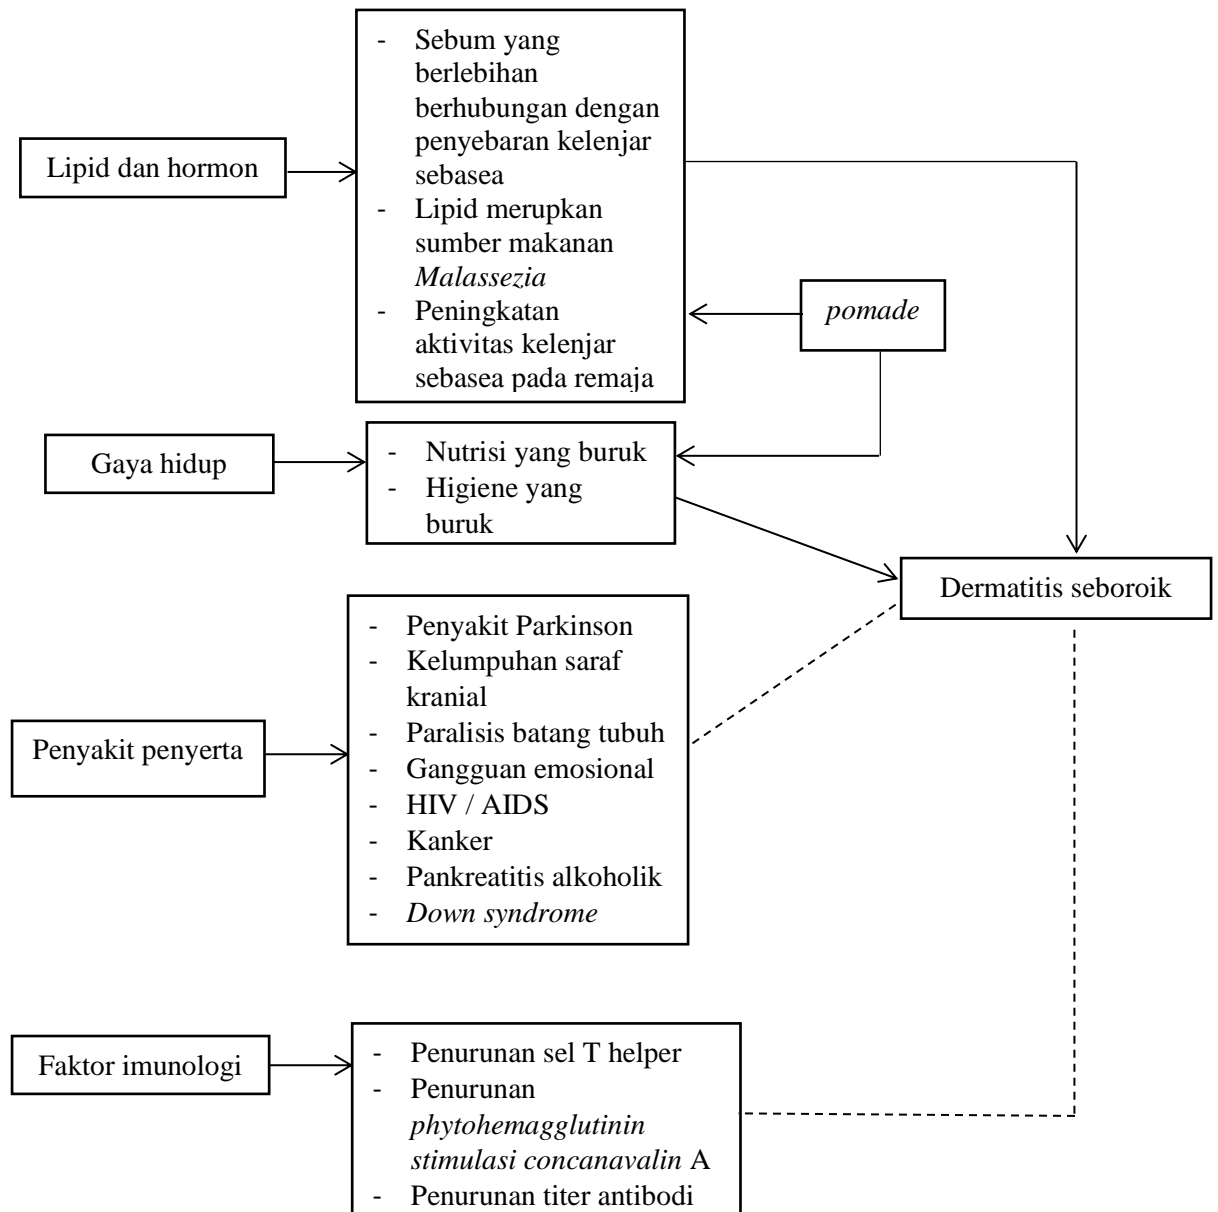 Lipid dan hormon
- Sebum yang
berlebihan
berhubungan dengan
penyebaran kelenjar
sebasea
- Lipid merupkan
sumber makanan
Malassezia
- Peningkatan
aktivitas kelenjar
sebasea pada remaja
pomade
Gaya hidup
- Nutrisi yang buruk
- Higiene yang
buruk
Dermatitis seboroik
Penyakit penyerta
- Penyakit Parkinson
- Kelumpuhan saraf
kranial
- Paralisis batang tubuh
- Gangguan emosional
- HIV / AIDS
- Kanker
- Pankreatitis alkoholik
- Down syndrome
Faktor imunologi
- Penurunan sel T helper
- Penurunan
phytohemagglutinin
stimulasi concanavalin A
- Penurunan titer antibodi